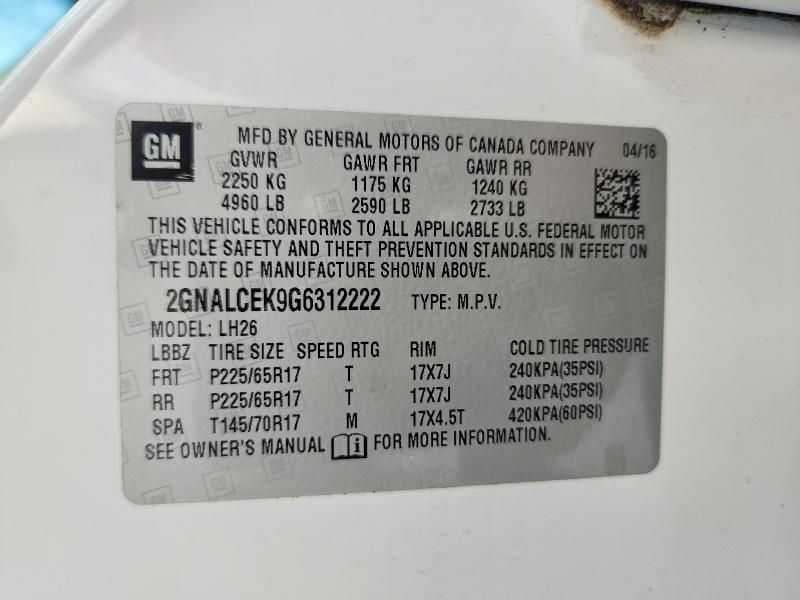 GM ® MFD BY GENERAL MOTORS OF CANADA COMPANY 04/16
GVWR GAWR FRT GAWR RR
2250 KG 1175 KG 1240 KG
4960 LB 2590 LB 2733 LB
THIS VEHICLE CONFORMS TO ALL APPLICABLE U.S. FEDERAL MOTOR
VEHICLE SAFETY AND THEFT PREVENTION STANDARDS IN EFFECT ON
THE DATE OF MANUFACTURE SHOWN ABOVE.
2GNALCEK9G6312222 TYPE: M.P.V.
MODEL: LH26
LBBZ TIRE SIZE SPEED RTG RIM COLD TIRE PRESSURE
FRT P225/65R17 T 17X7J 240KPA(35PSI)
RR P225/65R17 T 17X7J 240KPA(35PSI)
SPA T145/70R17 M 17X4.5T 420KPA(60PSI)
SEE OWNER'S MANUAL FOR MORE INFORMATION.